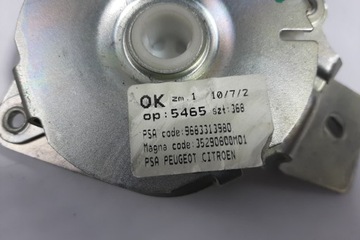 OK zm.1 10/7/2
op:5465 szt:368
PSA code:9683313980
Magna code:35290600M01
PSA PEUGEOT CITROEN